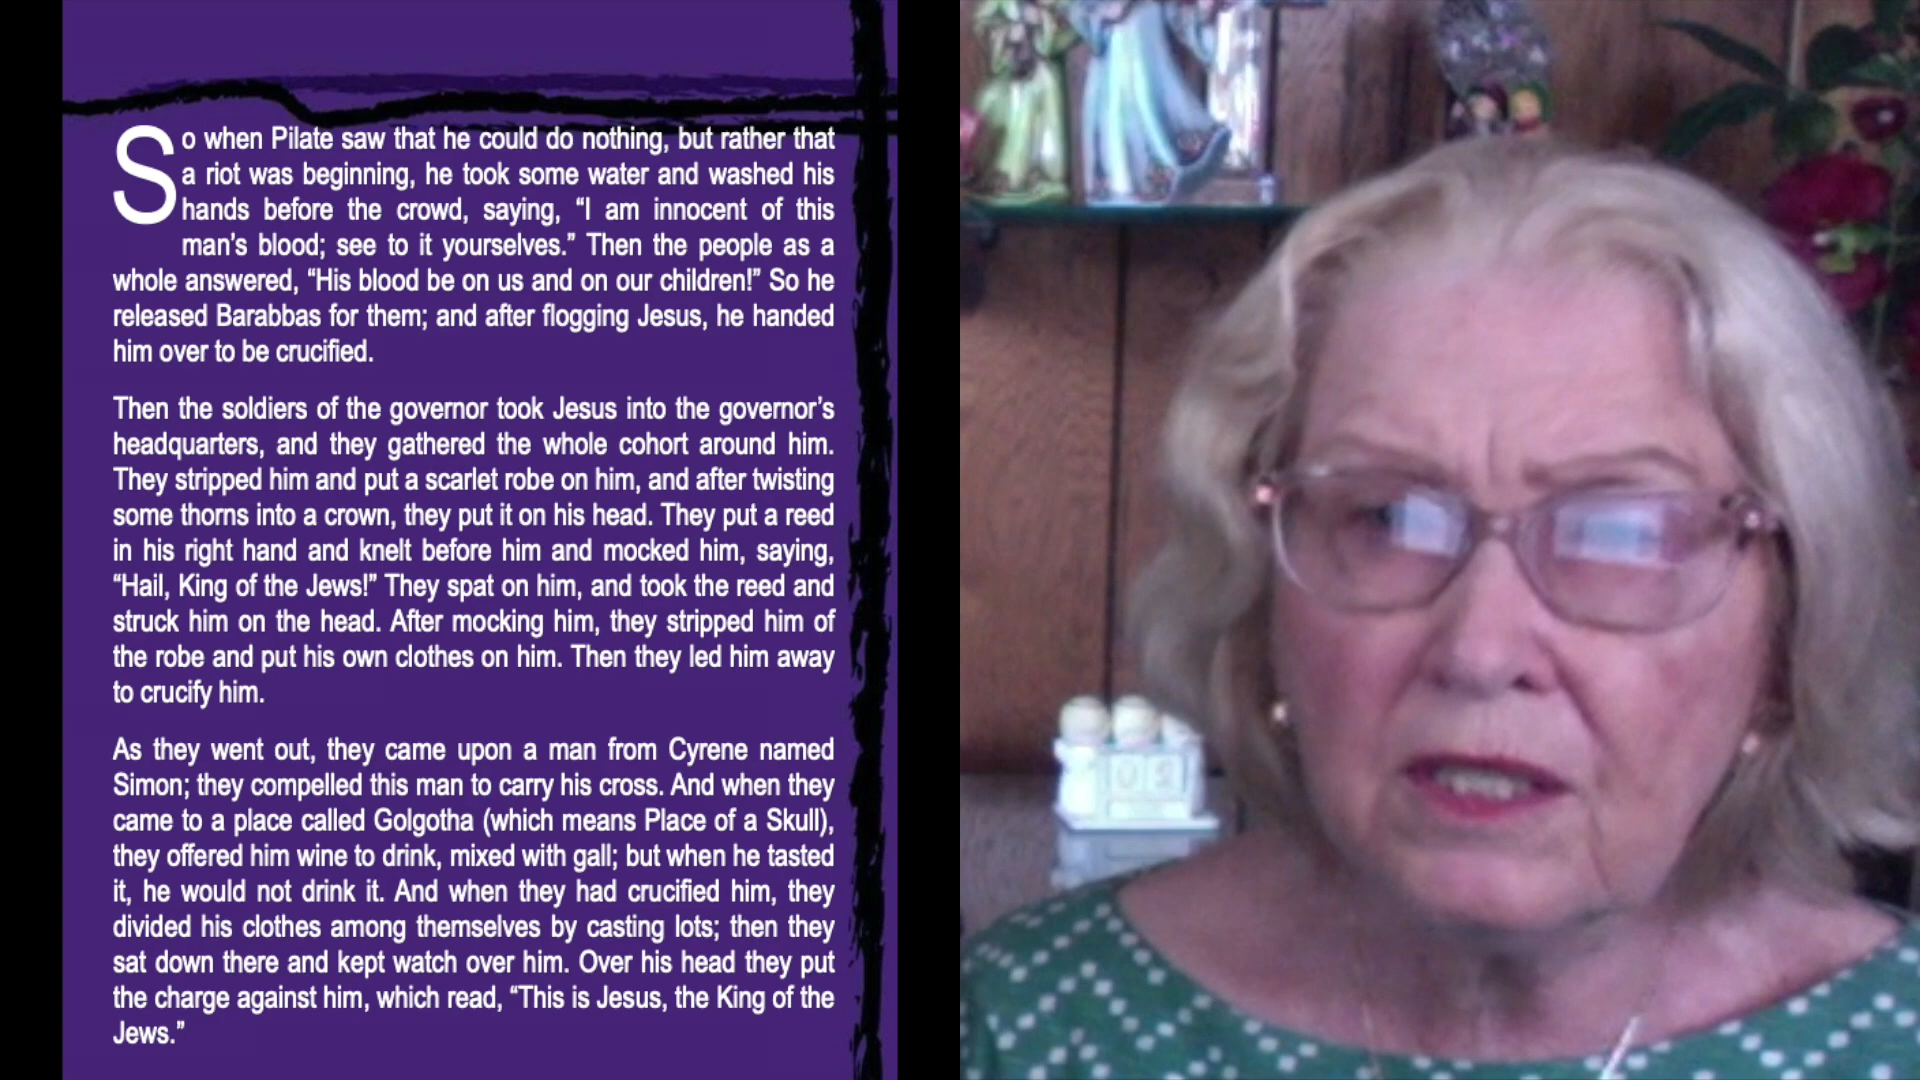 So when Pilate saw that he could do nothing, but rather that
a riot was beginning, he took some water and washed his
hands before the crowd, saying, “I am innocent of this
man’s blood; see to it yourselves.” Then the people as a
whole answered, “His blood be on us and on our children!” So he
released Barabbas for them; and after flogging Jesus, he handed
him over to be crucified.
Then the soldiers of the governor took Jesus into the governor’s
headquarters, and they gathered the whole cohort around him.
They stripped him and put a scarlet robe on him, and after twisting
some thorns into a crown, they put it on his head. They put a reed
in his right hand and knelt before him and mocked him, saying,
“Hail, King of the Jews!” They spat on him, and took the reed and
struck him on the head. After mocking him, they stripped him of
the robe and put his own clothes on him. Then they led him away
to crucify him.
As they went out, they came upon a man from Cyrene named
Simon; they compelled this man to carry his cross. And when they
came to a place called Golgotha (which means Place of a Skull),
they offered him wine to drink, mixed with gall; but when he tasted
it, he would not drink it. And when they had crucified him, they
divided his clothes among themselves by casting lots; then they
sat down there and kept watch over him. Over his head they put
the charge against him, which read, “This is Jesus, the King of the
Jews.”